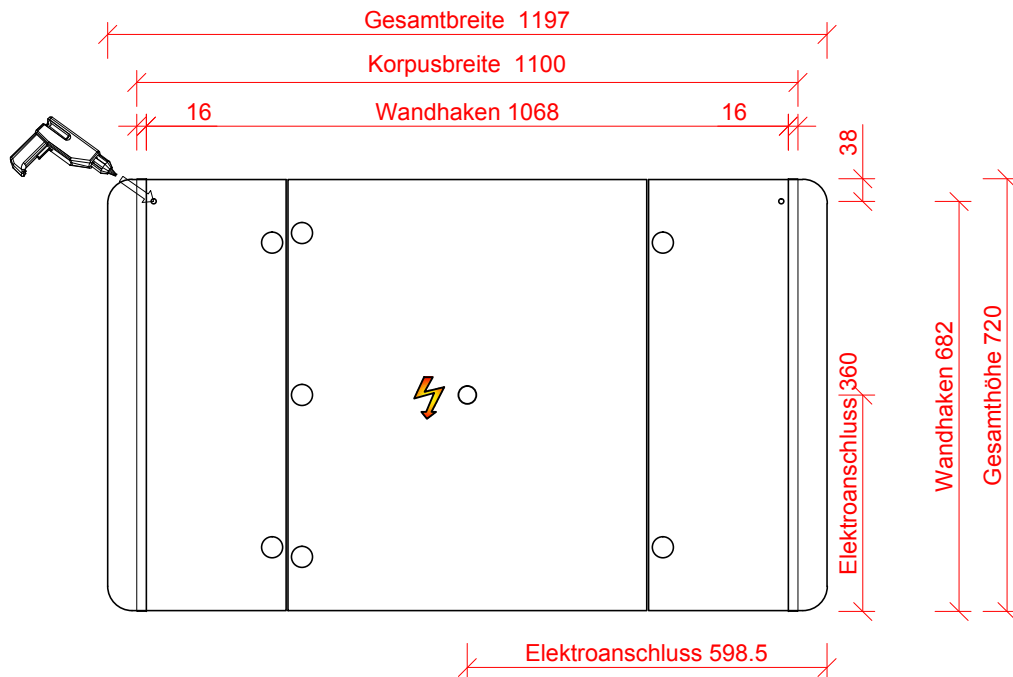 Gesamtbreite 1197
Korpusbreite 1100
16
Wandhaken 1068
16
38
Elektroanschluss 360
Wandhaken 682
Gesamthöhe 720
Elektroanschluss 598.5